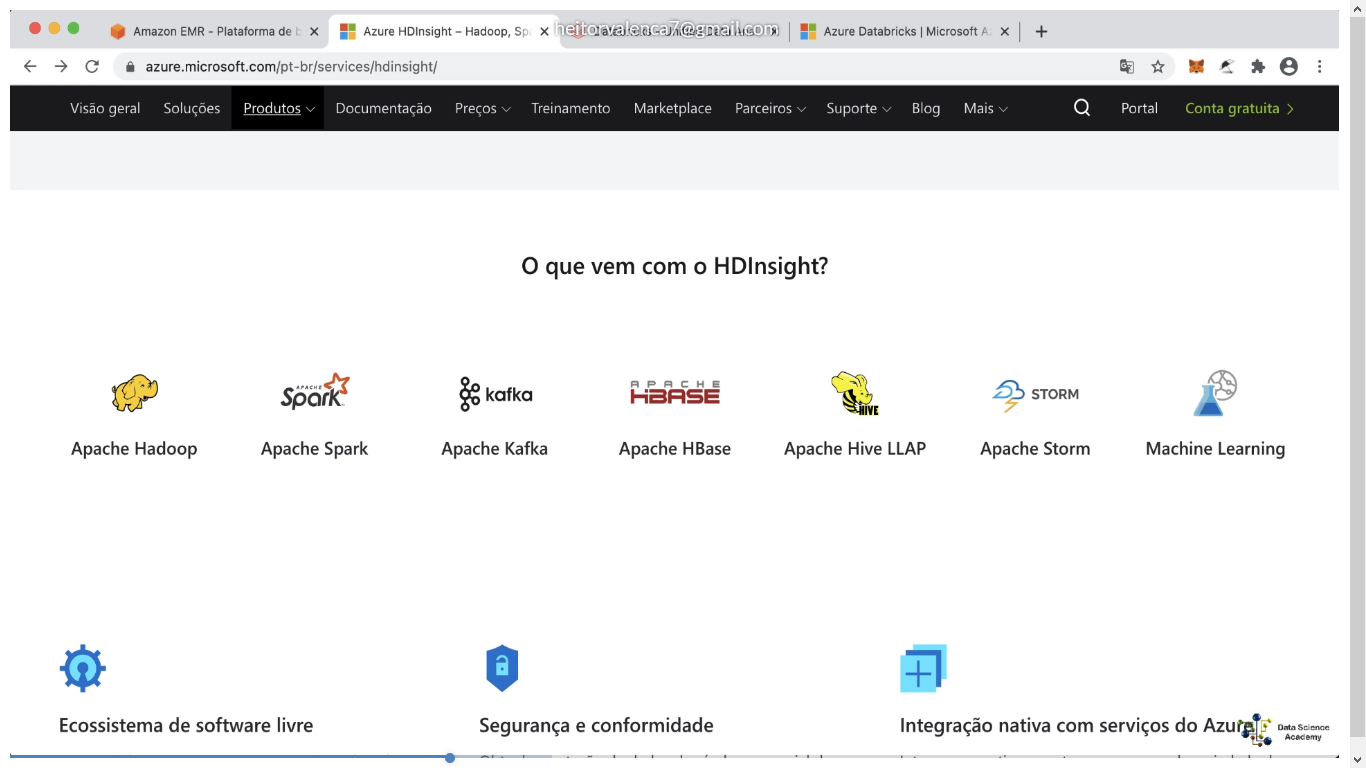 Amazon EMR - Plataforma de b
Azure HDInsight – Hadoop, Sp
heitorvalenca7@gmail.com
Azure Databricks | Microsoft Az
azure.microsoft.com/pt-br/services/hdinsight/
Visão geral Soluções Produtos Documentação Preços Treinamento Marketplace Parceiros Suporte Blog Mais Portal Conta gratuita
O que vem com o HDInsight?
APACHE Spark kafka APACHE HBASE HIVE STORM
Apache Hadoop Apache Spark Apache Kafka Apache HBase Apache Hive LLAP Apache Storm Machine Learning
Ecossistema de software livre Segurança e conformidade Integração nativa com serviços do Azure
Data Science
Academy